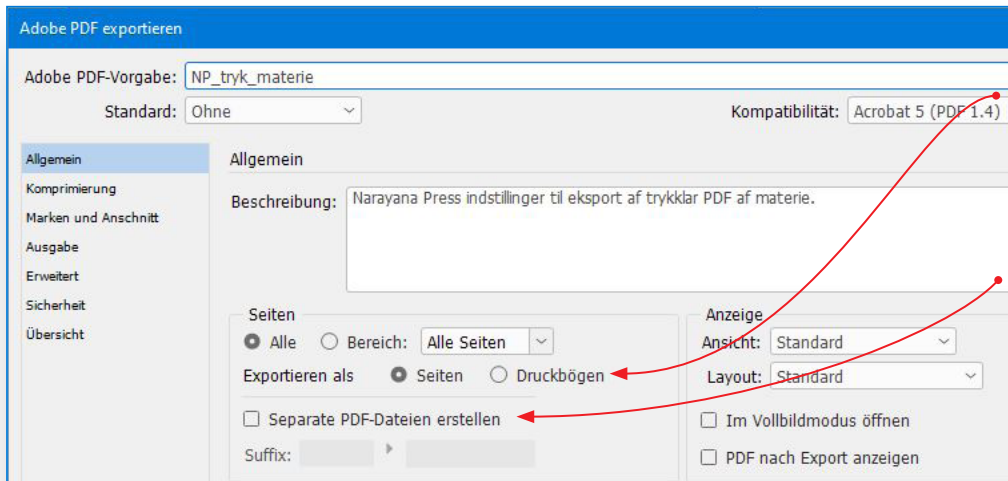 Adobe PDF exportieren
Adobe PDF-Vorgabe: NP_tryk_materie
Standard: Ohne Kompatibilität: Acrobat 5 (PDF 1.4)
Allgemein
Komprimierung
Marken und Anschnitt
Ausgabe
Erweitert
Sicherheit
Übersicht
Allgemein
Beschreibung: Narayana Press indstillinger til eksport af trykklar PDF af materie.
Seiten
Alle Bereich: Alle Seiten
Exportieren als Seiten Druckbögen
Separate PDF-Dateien erstellen
Suffix:
Anzeige
Ansicht: Standard
Layout: Standard
Im Vollbildmodus öffnen
PDF nach Export anzeigen